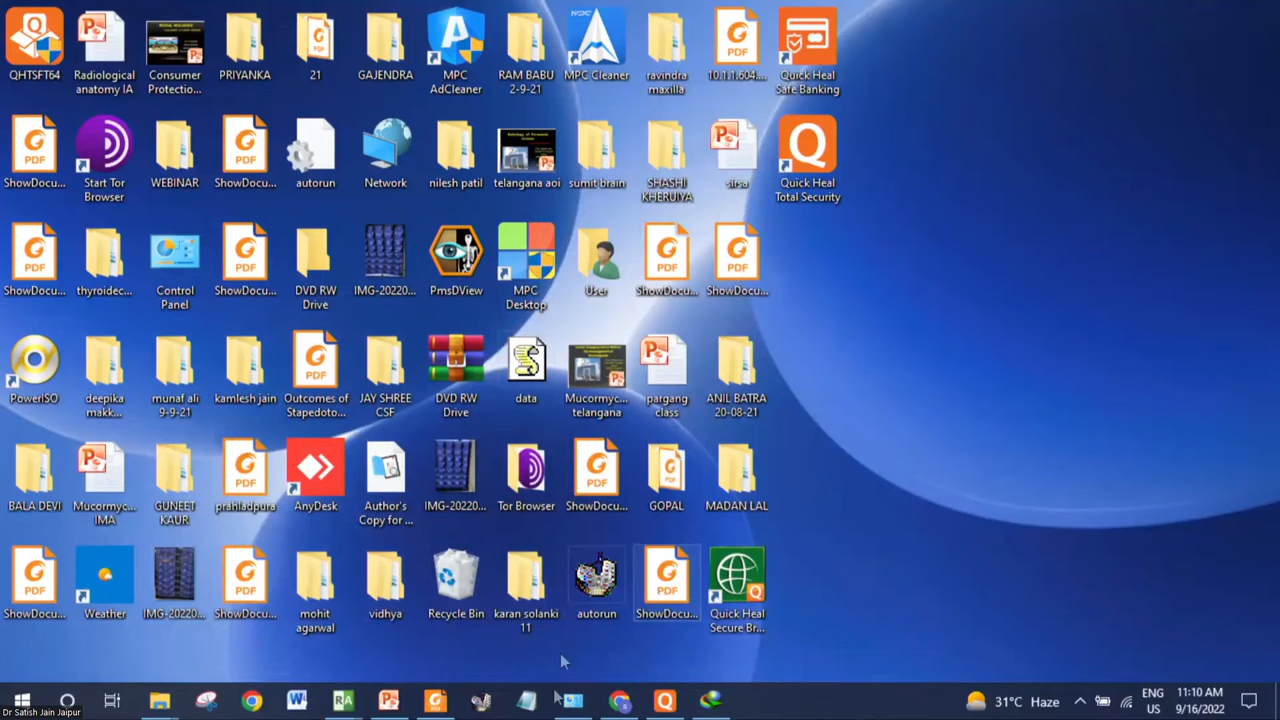 QHTSFT64
Radiological
anatomy IA
Consumer
Protectio...
PRIYANKA
21
GAJENDRA
MPC
AdCleaner
RAM BABU
2-9-21
MPC Cleaner
ravindra
maxilla
10.1.1.604....
Quick Heal
Safe Banking
ShowDocu...
Start Tor
Browser
WEBINAR
ShowDocu...
autorun
Network
nilesh patil
telangana aoi
sumit brain
SHASHI
KHERUIYA
sirsa
Quick Heal
Total Security
ShowDocu...
thyroidec...
Control
Panel
ShowDocu...
DVD RW
Drive
IMG-20220...
PmsDView
MPC
Desktop
User
ShowDocu...
ShowDocu...
PowerISO
deepika
makk...
munaf ali
9-9-21
kamlesh jain
Outcomes of
Stapedoto...
JAY SHREE
CSF
DVD RW
Drive
data
Mucormyc...
telangana
pargang
class
ANIL BATRA
20-08-21
BALA DEVI
Mucormyc...
IMA
GUNEET
KAUR
prahladpura
AnyDesk
Author's
Copy for ...
IMG-20220...
Tor Browser
ShowDocu...
GOPAL
MADAN LAL
ShowDocu...
Weather
IMG-20220...
ShowDocu...
mohit
agarwal
vidhya
Recycle Bin
karan solanki
11
autorun
ShowDocu...
Quick Heal
Secure Br...
31°C Haze
ENG
US
11:10 AM
9/16/2022
Dr Satish Jain Jaipur